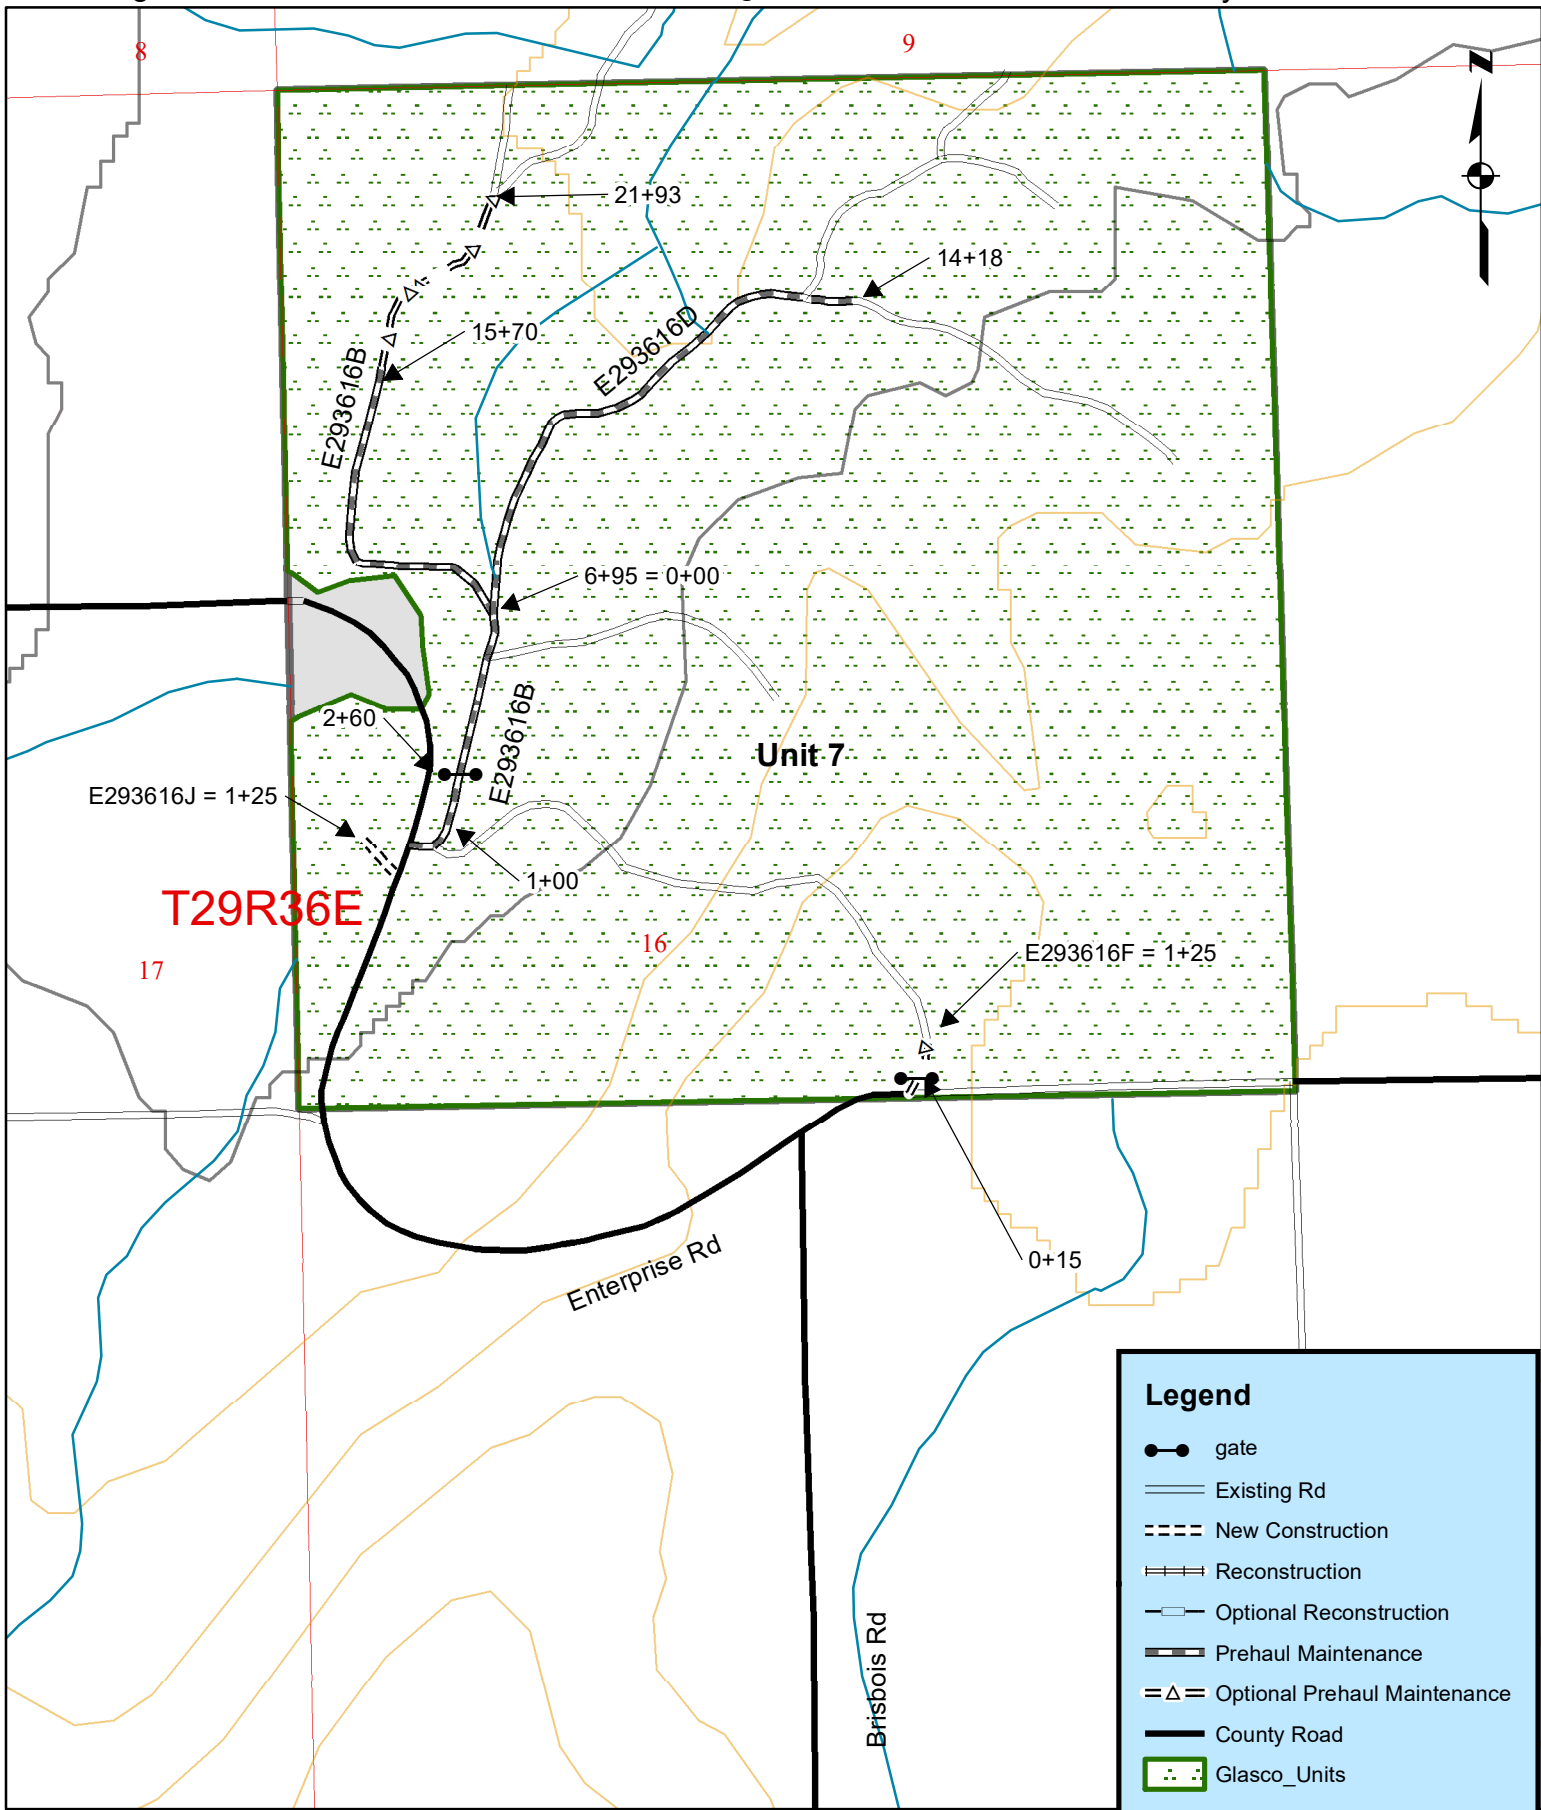 8
9
N
21+93
14+18
15+70
E293616D
E293616B
6+95 = 0+00
E293616B
2+60
Unit 7
E293616J = 1+25
1+00
T29R36E
16
E293616F = 1+25
17
0+15
Enterprise Rd
Brisbois Rd
Legend
gate
Existing Rd
New Construction
Reconstruction
Optional Reconstruction
Prehaul Maintenance
Optional Prehaul Maintenance
County Road
Glasco_Units